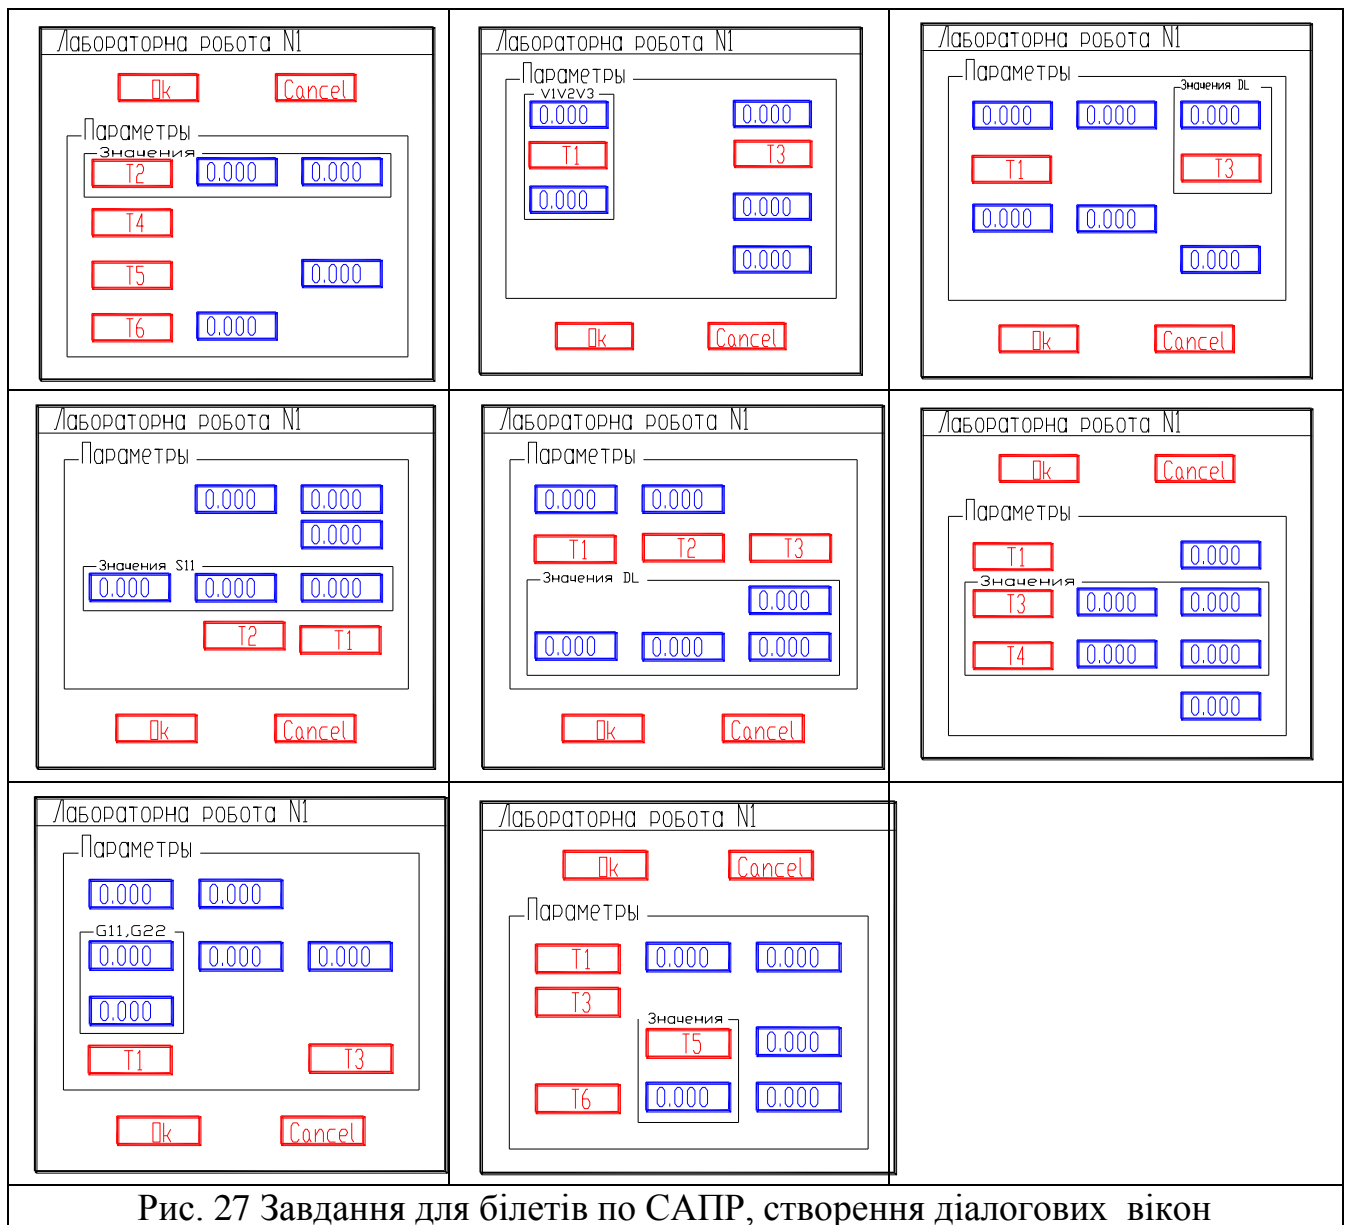 Лабораторна робота N1
Ok Cancel
Параметры
Значения
T2 0.000 0.000
T4
T5 0.000
T6 0.000
Лабораторна робота N1
Параметры
V1V2V3
0.000 0.000
T1 T3
0.000 0.000
0.000
Ok Cancel
Лабораторна робота N1
Параметры
Значения DL
0.000 0.000 0.000
T1 T3
0.000 0.000
0.000
Ok Cancel
Лабораторна робота N1
Параметры
0.000 0.000
0.000
Значения S11
0.000 0.000 0.000
T2 T1
Ok Cancel
Лабораторна робота N1
Параметры
0.000 0.000
T1 T2 T3
Значения DL
0.000
0.000 0.000 0.000
Ok Cancel
Лабораторна робота N1
Ok Cancel
Параметры
T1 0.000
Значения
T3 0.000 0.000
T4 0.000 0.000
0.000
Лабораторна робота N1
Параметры
0.000 0.000
G11,G22
0.000 0.000 0.000
0.000
T1 T3
Ok Cancel
Лабораторна робота N1
Ok Cancel
Параметры
T1 0.000 0.000
T3
Значения
T5 0.000
T6 0.000 0.000
Рис. 27 Завдання для білетів по САПР, створення діалогових вікон